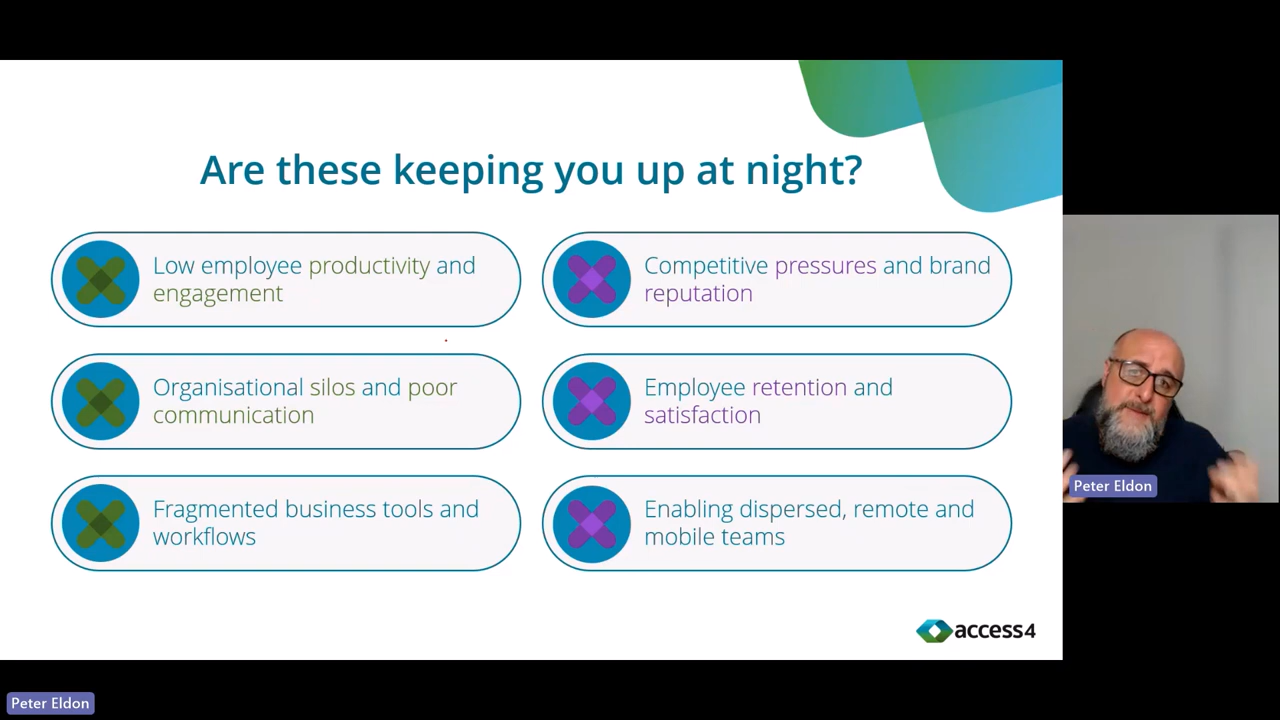 Are these keeping you up at night?
Low employee productivity and
engagement
Competitive pressures and brand
reputation
Organisational silos and poor
communication
Employee retention and
satisfaction
Fragmented business tools and
workflows
Enabling dispersed, remote and
mobile teams
access4
Peter Eldon
Peter Eldon